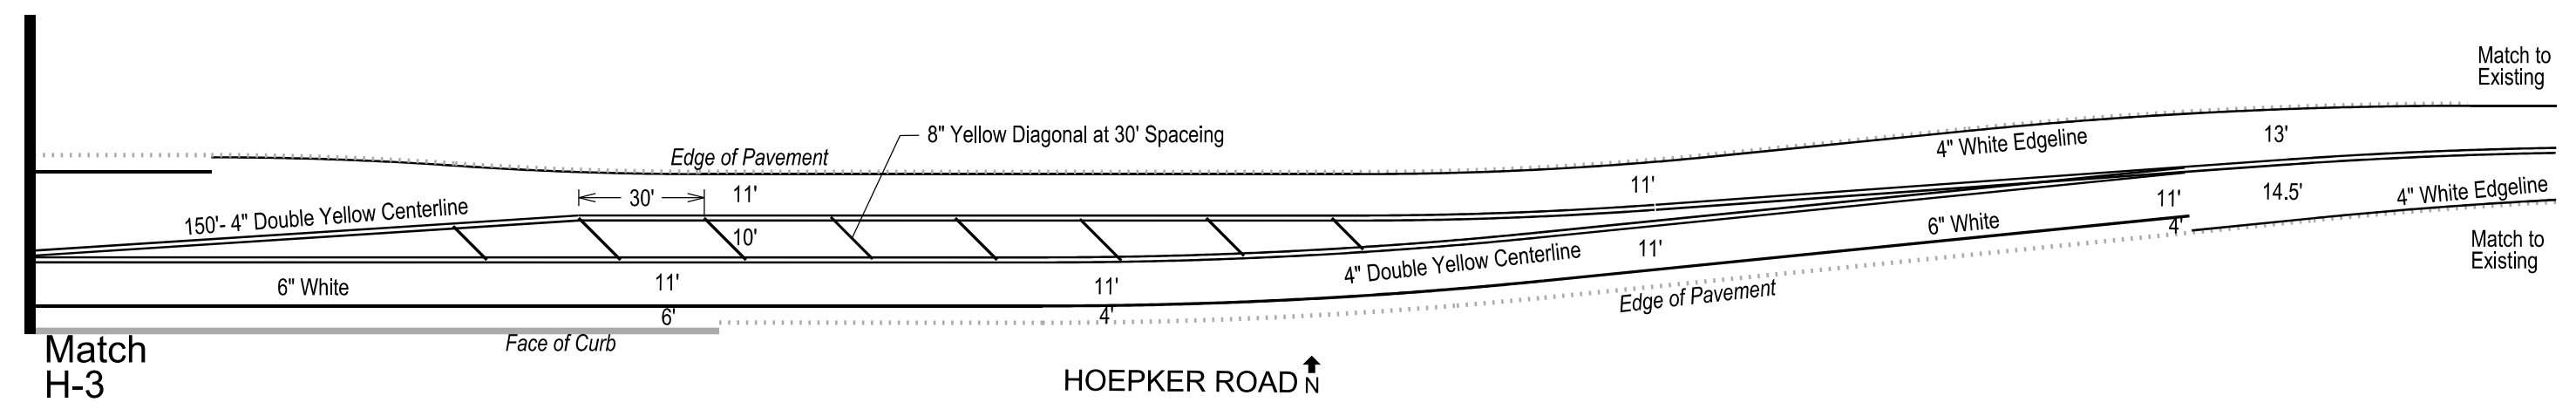 Match to
Existing
13'
4" White Edgeline
8" Yellow Diagonal at 30' Spaceing
Edge of Pavement
11'
30'
11'
11'
14.5'
4" White Edgeline
150'- 4" Double Yellow Centerline
10'
6" White
4'
11'
4" Double Yellow Centerline
Match to
Existing
6" White
11'
11'
Edge of Pavement
6'
4'
Face of Curb
Match
H-3
HOEPKER ROAD N